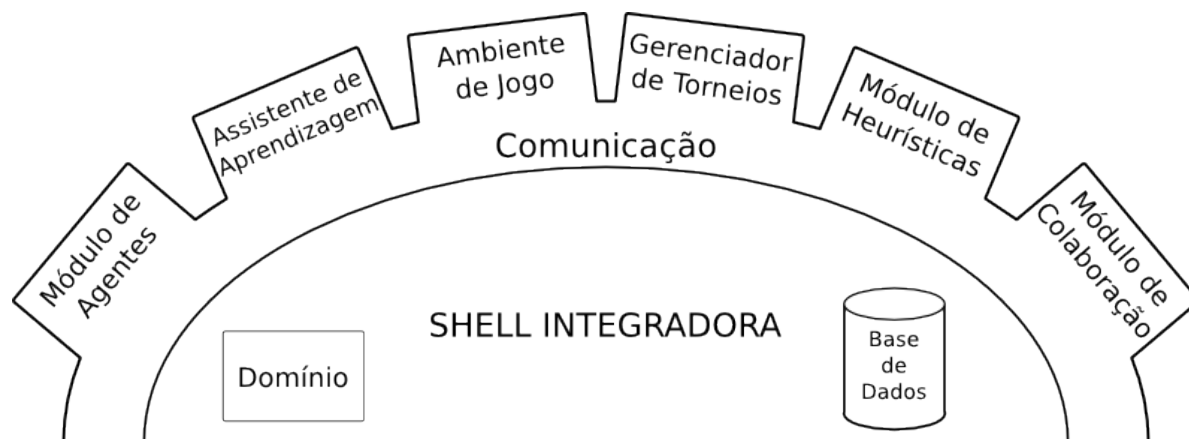 Módulo de
Agentes
Assistente de
Aprendizagem
Ambiente
de Jogo
Gerenciador
de Torneios
Módulo de
Heurísticas
Módulo de
Colaboração
Comunicação
SHELL INTEGRADORA
Domínio
Base
de
Dados